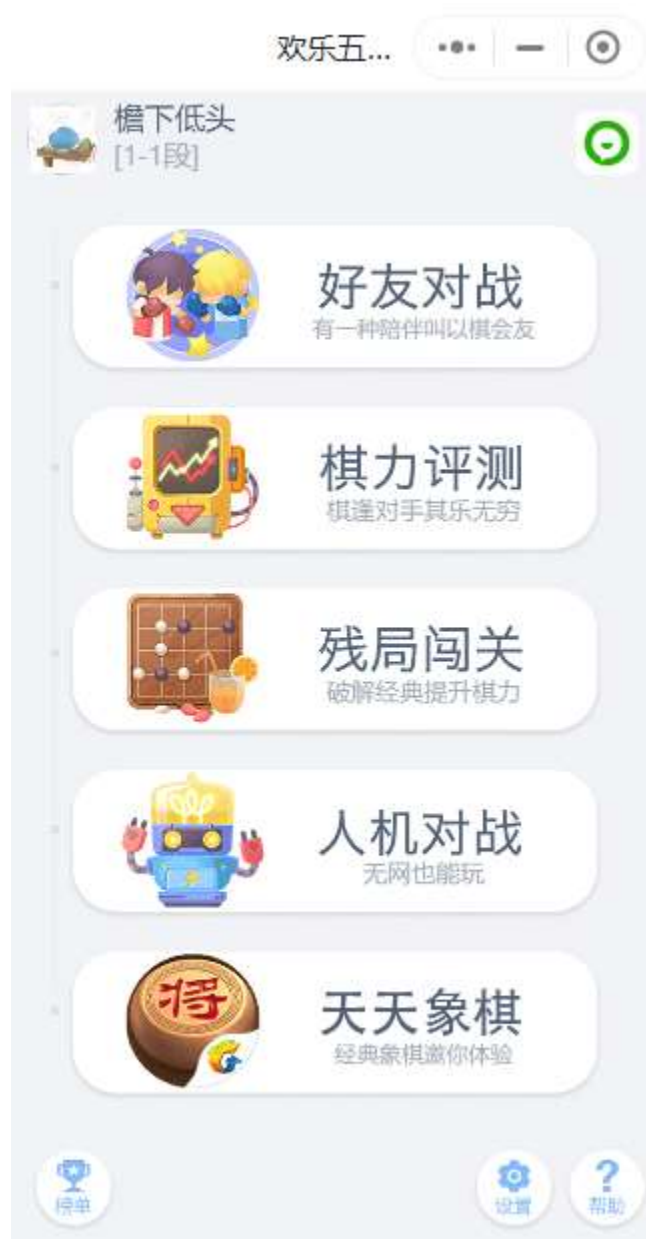 欢乐五...
檐下低头
[1-1段]
好友对战
有一种陪伴叫以棋会友
棋力评测
棋逢对手其乐无穷
残局闯关
破解经典提升棋力
人机对战
无网也能玩
将
天天象棋
经典象棋邀你体验
榜单
设置
?
帮助